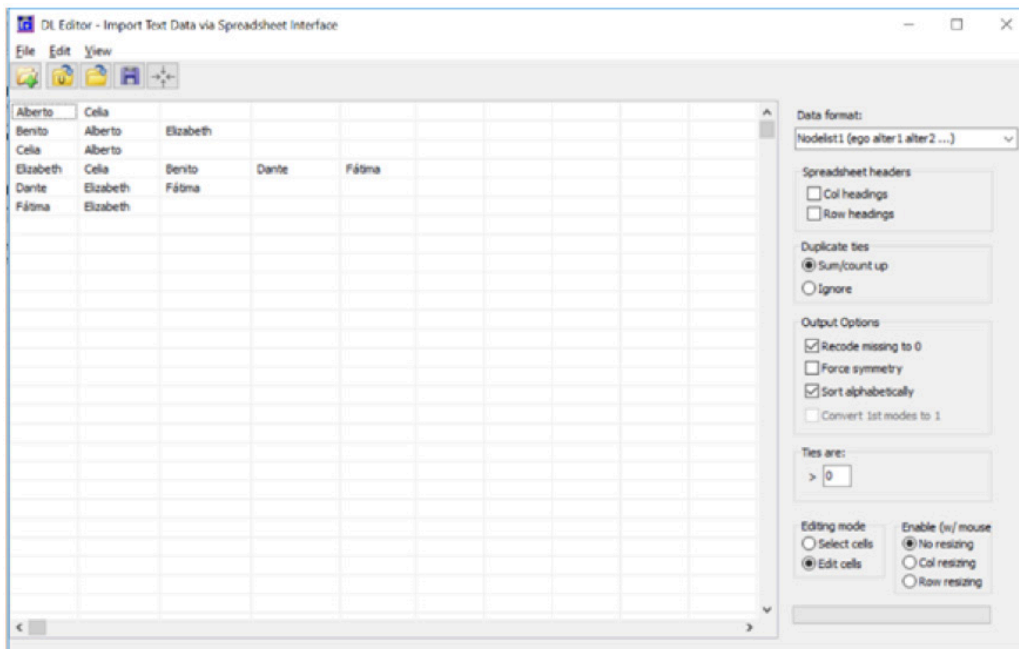 DL Editor - Import Text Data via Spreadsheet Interface
File Edit View
Alberto Celia
Benito Alberto Elizabeth
Celia Alberto
Elizabeth Celia Benito Dante Fátima
Dante Elizabeth Fátima
Fátima Elizabeth
Data format:
Nodelist1 (ego alter1 alter2 ...)
Spreadsheet headers
Col headings
Row headings
Duplicate ties
Sum/count up
Ignore
Output Options
Recode missing to 0
Force symmetry
Sort alphabetically
Convert 1st modes to 1
Ties are:
> 0
Editing mode
Select cells
Edit cells
Enable (w/ mouse
No resizing
Col resizing
Row resizing